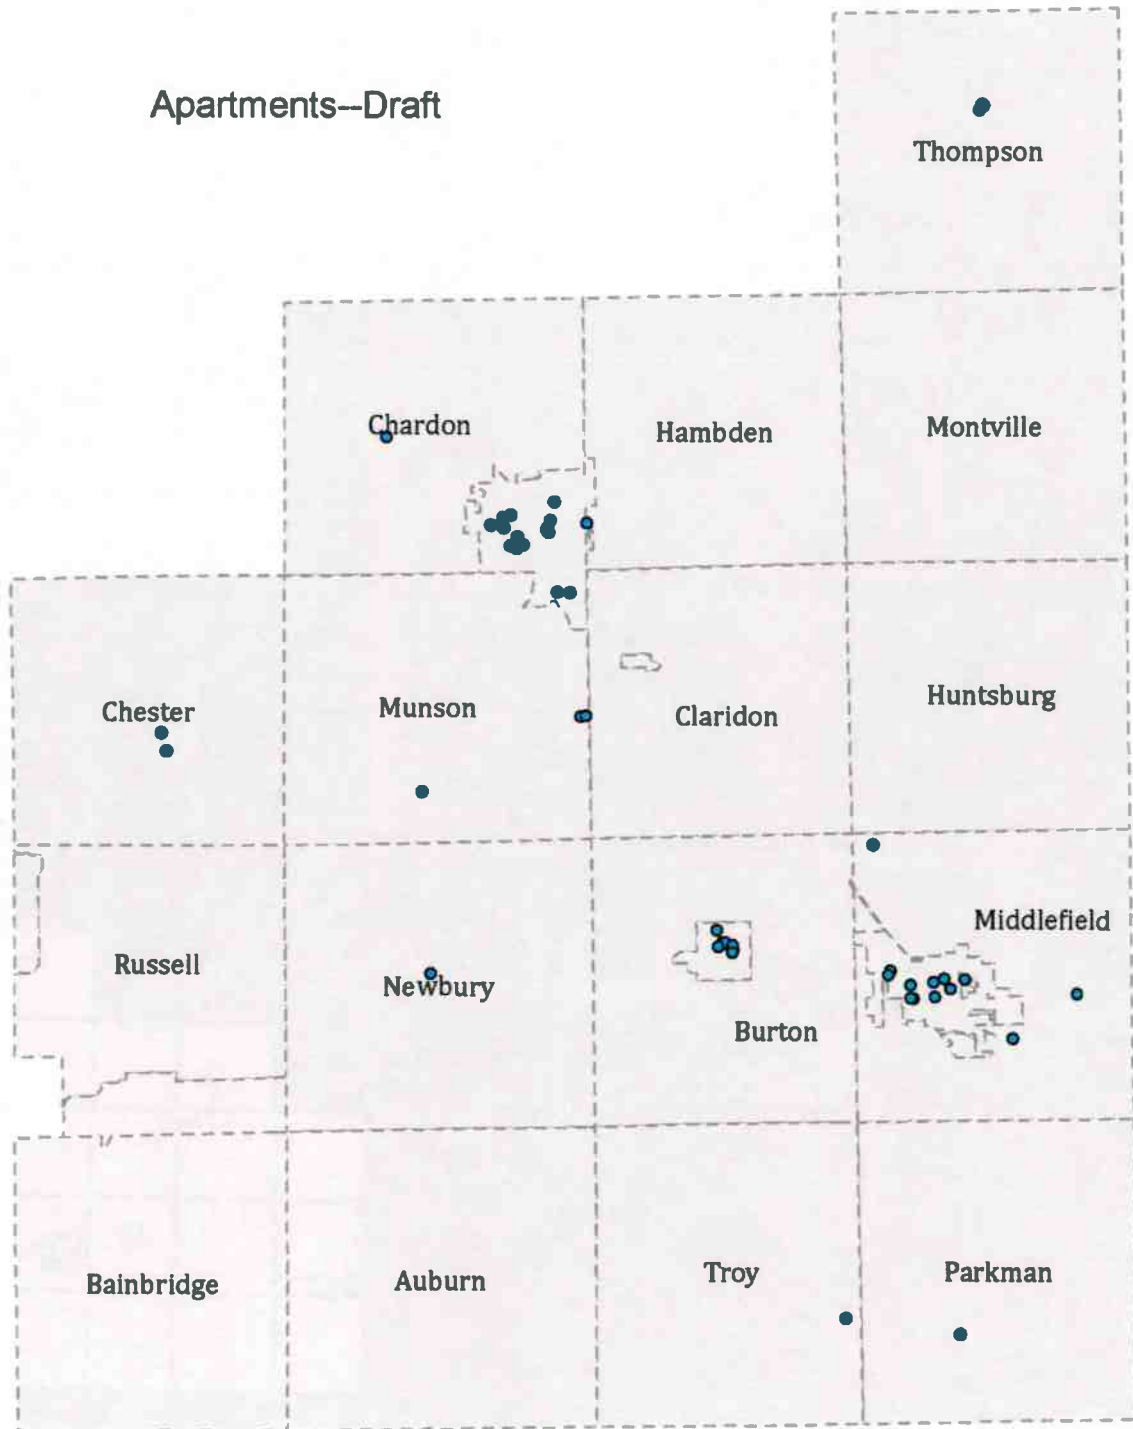 Apartments--Draft
Thompson
Chardon
Hambden
Montville
Chester
Munson
Claridon
Huntsburg
Russell
Newbury
Burton
Middlefield
Bainbridge
Auburn
Troy
Parkman